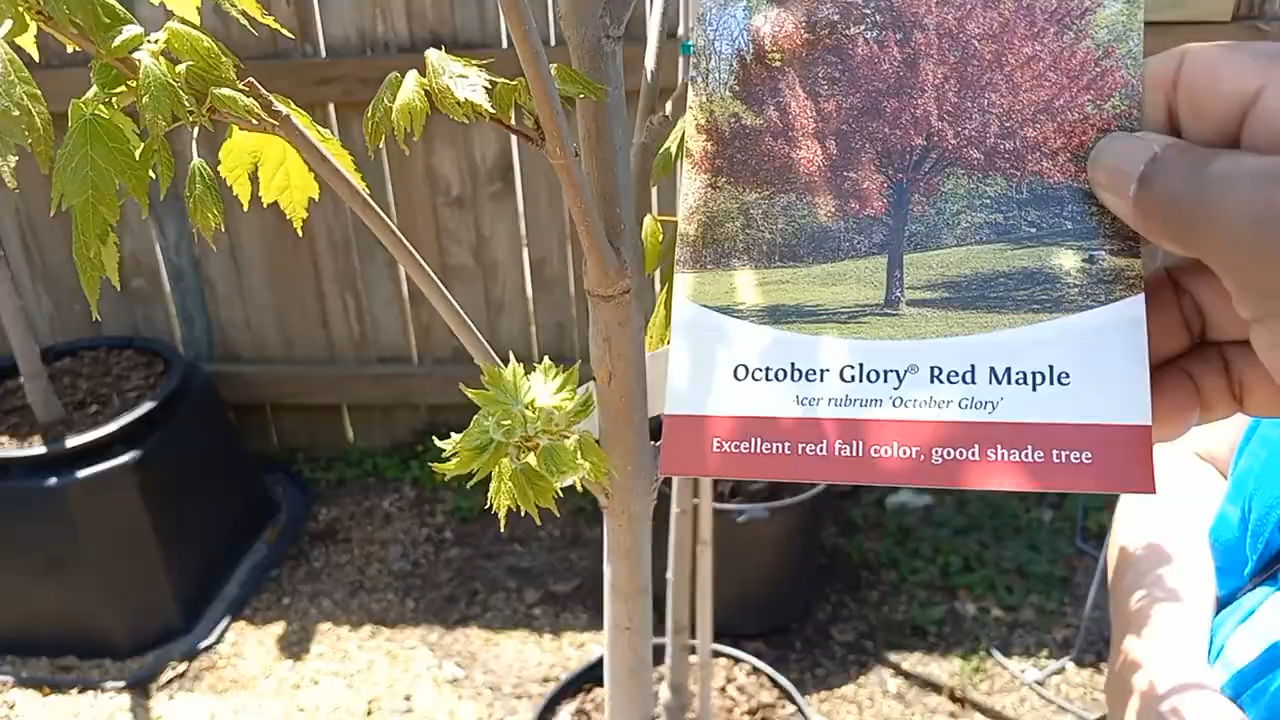 October Glory® Red Maple
Acer rubrum 'October Glory'
Excellent red fall color, good shade tree